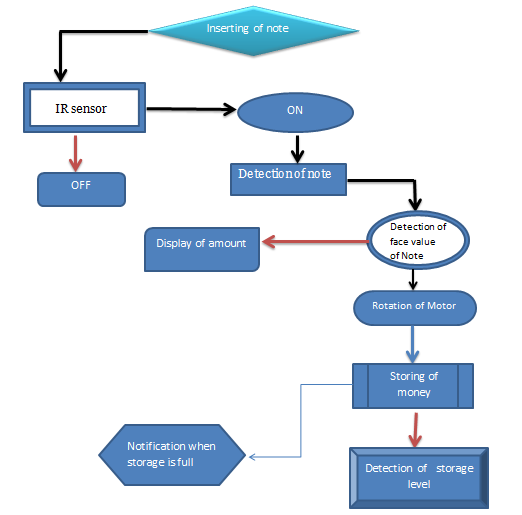 Inserting of note
IR sensor
ON
OFF
Detection of note
Detection of
face value
of Note
Display of amount
Rotation of Motor
Storing of
money
Notification when
storage is full
Detection of storage
level